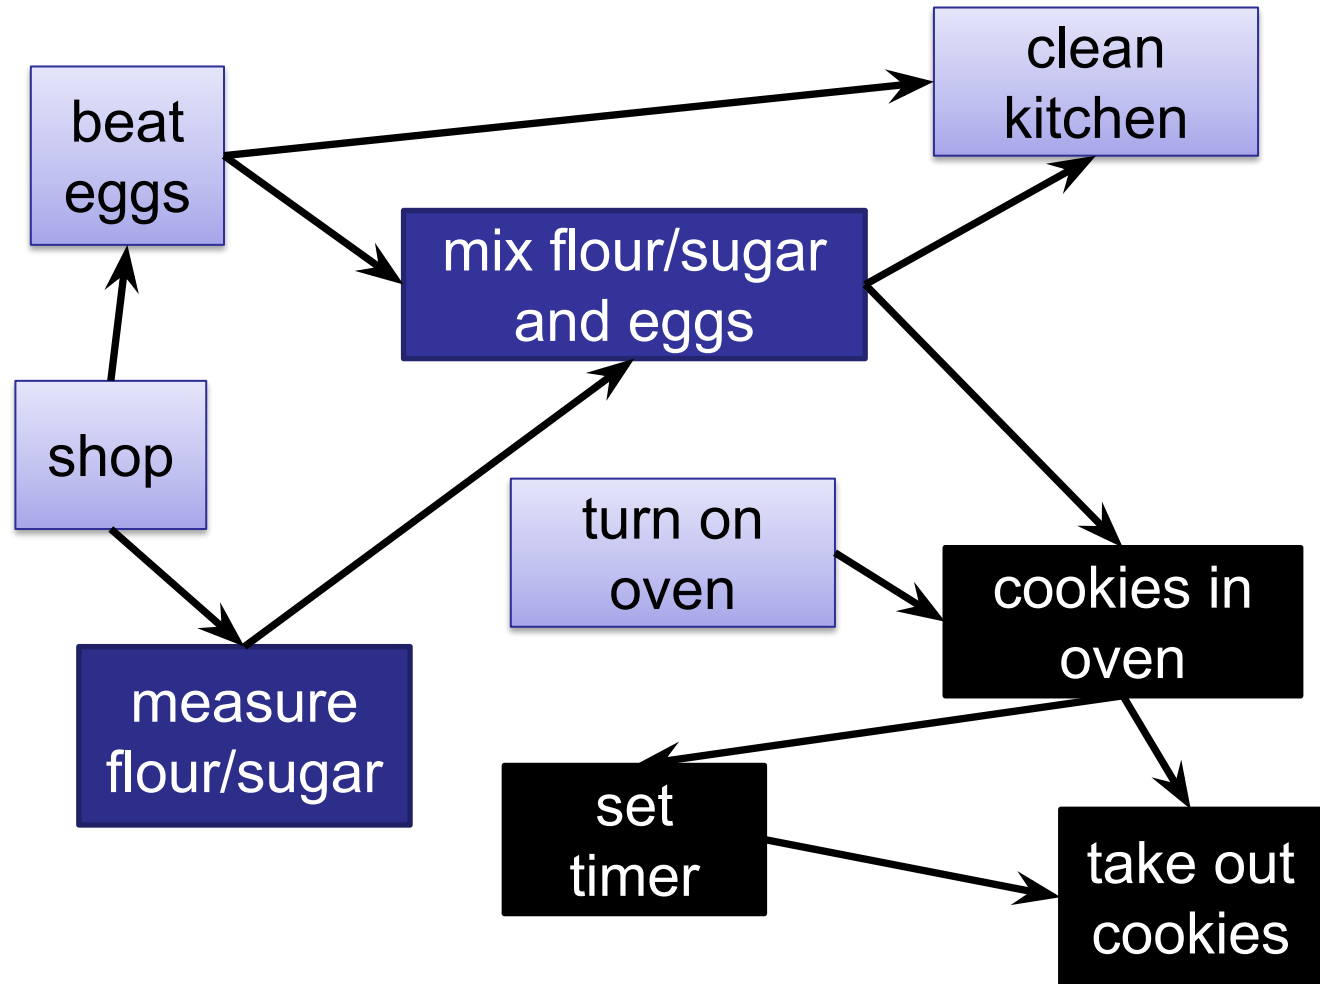 clean
kitchen
beat
eggs
mix flour/sugar
and eggs
shop
turn on
oven
cookies in
oven
measure
flour/sugar
set
timer
take out
cookies